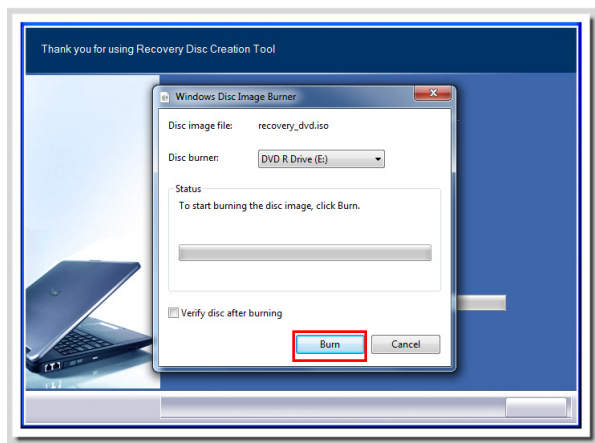 Thank you for using Recovery Disc Creation Tool
Windows Disc Image Burner
Disc image file: recovery_dvd.iso
Disc burner: DVD R Drive (E:)
Status
To start burning the disc image, click Burn.
Verify disc after burning
Burn Cancel